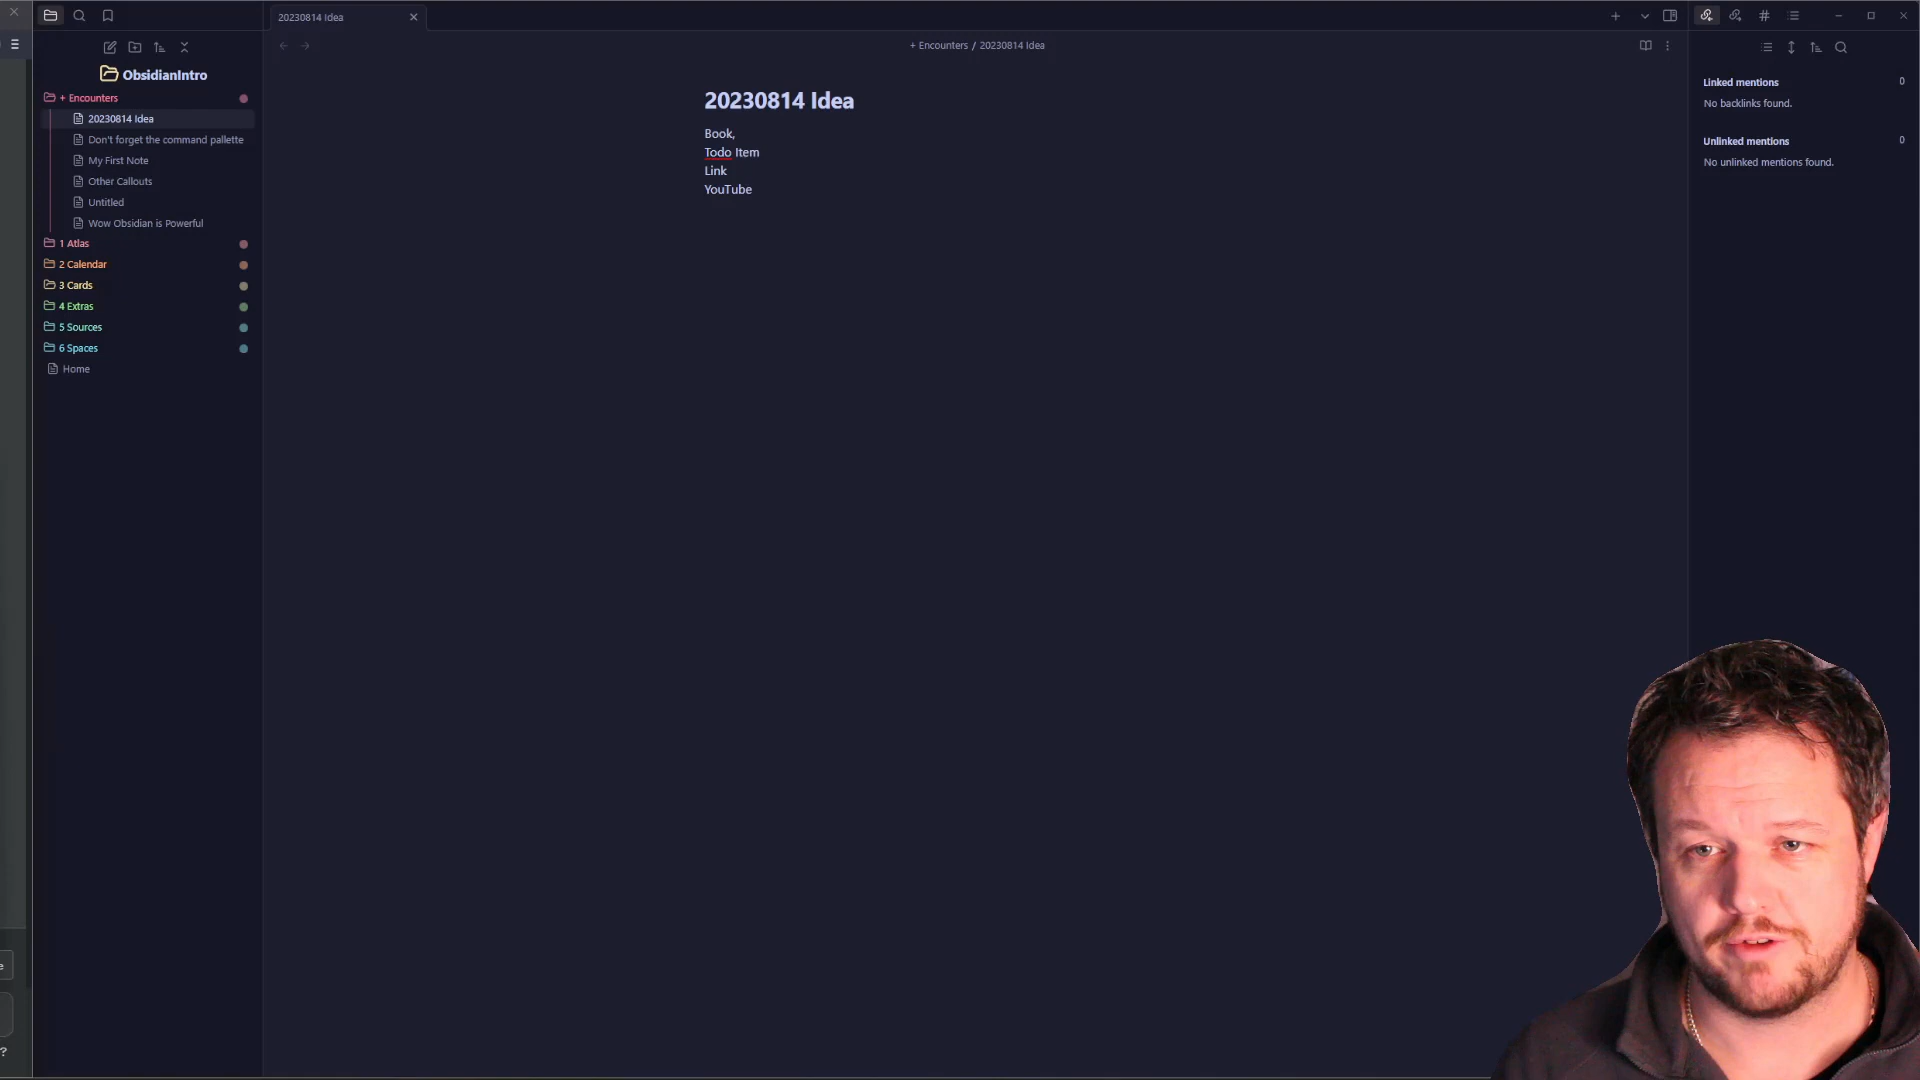 20230814 Idea
+ Encounters / 20230814 Idea
ObsidianIntro
+ Encounters
20230814 Idea
Don't forget the command pallette
My First Note
Other Callouts
Untitled
Wow Obsidian is Powerful
1 Atlas
2 Calendar
3 Cards
4 Extras
5 Sources
6 Spaces
Home
20230814 Idea
Book,
Todo Item
Link
YouTube
Linked mentions 0
No backlinks found.
Unlinked mentions 0
No unlinked mentions found.
e
?